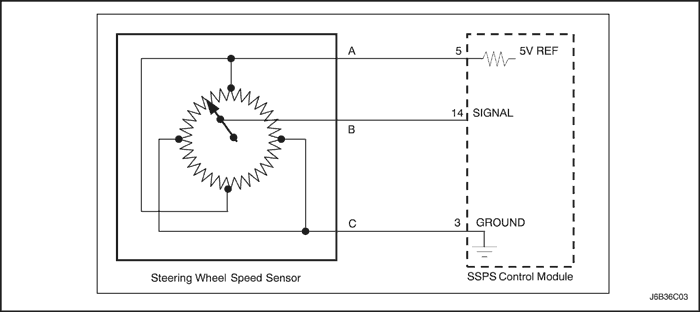 A 5 5V REF
14 SIGNAL
B
C 3 GROUND
Steering Wheel Speed Sensor SSPS Control Module
J6B36C03